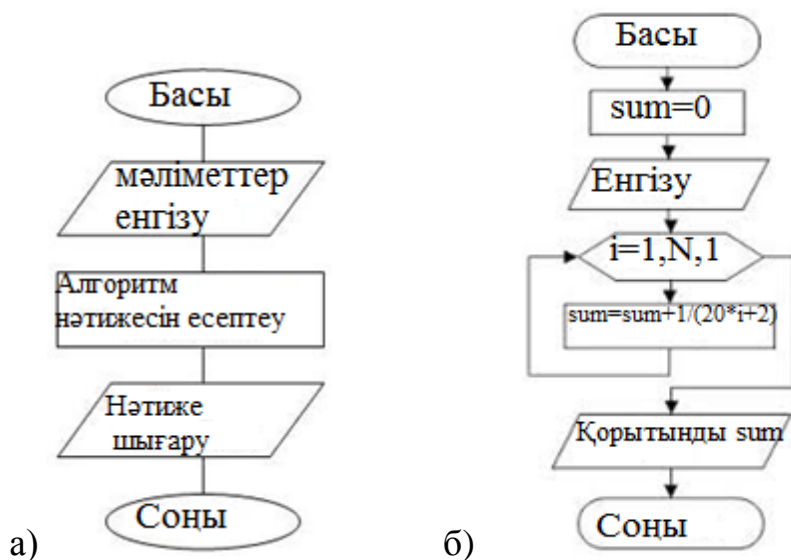 Басы
мәліметтер
енгізу
Алгоритм
нәтижесін есептеу
Нәтиже
шығару
Соңы
а)
Басы
sum=0
Енгізу
i=1,N,1
sum=sum+1/(20*i+2)
Қорытынды sum
Соңы
б)